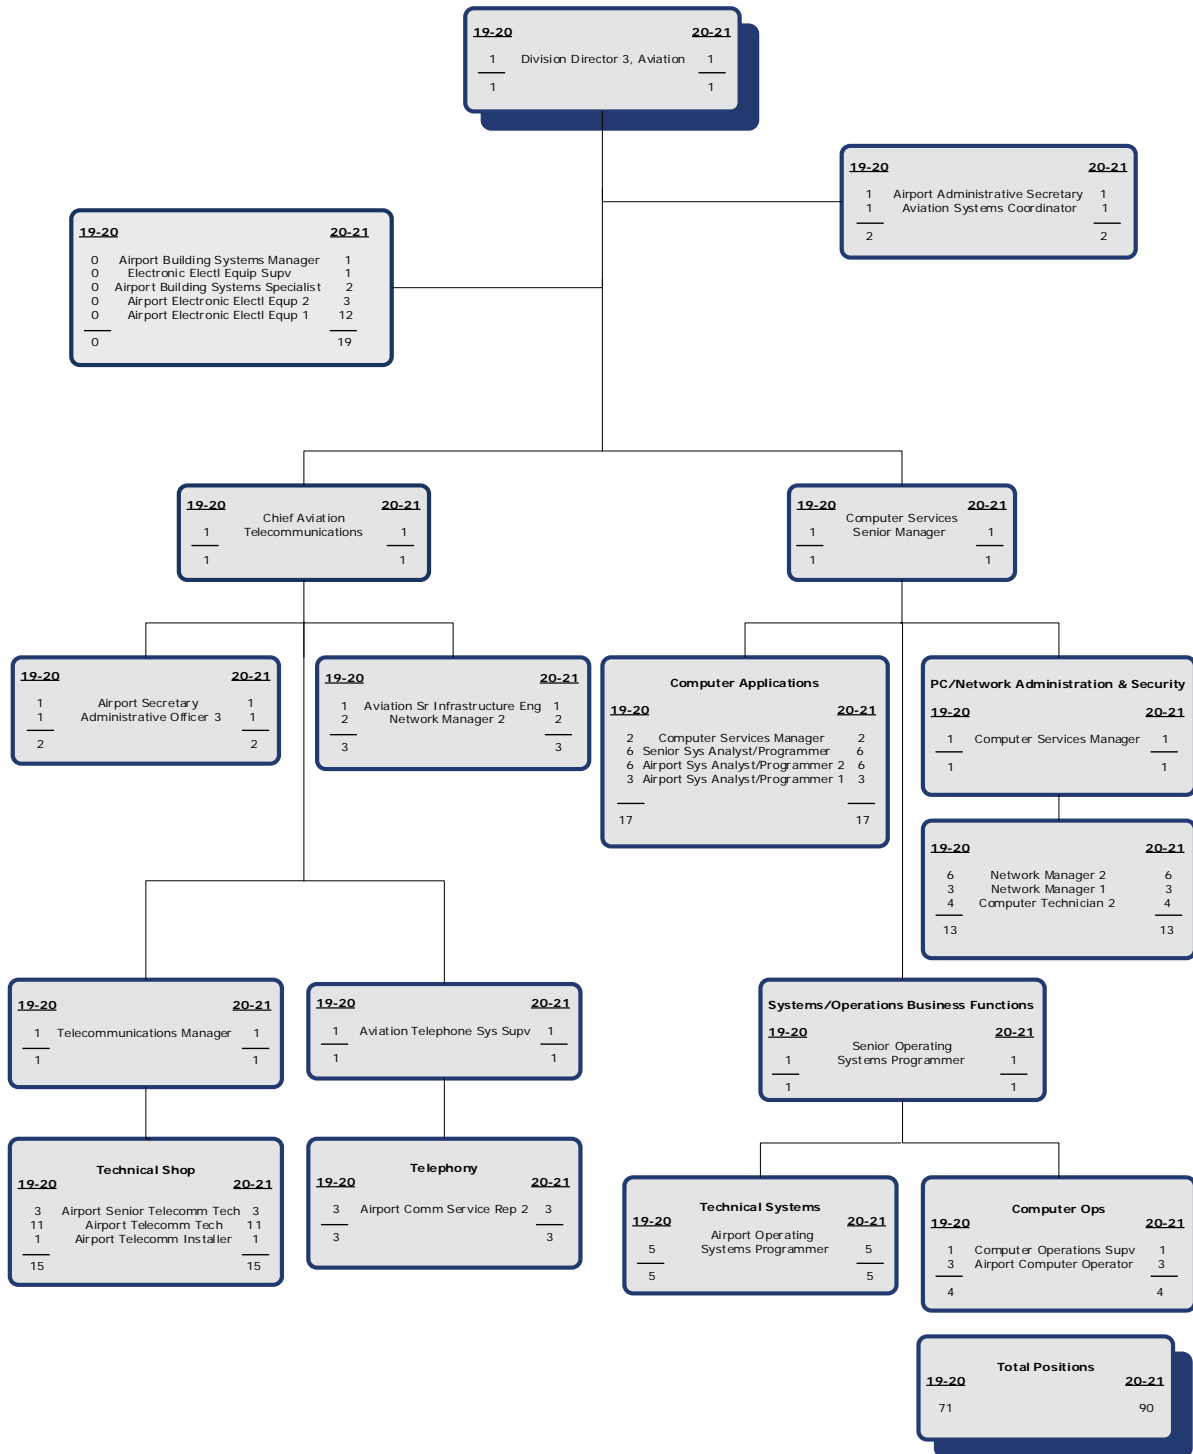 19-20 20-21
1 Division Director 3, Aviation 1
1 1
19-20 20-21
1 Airport Administrative Secretary 1
1 Aviation Systems Coordinator 1
2 2
19-20 20-21
0 Airport Building Systems Manager 1
0 Electronic Electl Equip Supv 1
0 Airport Building Systems Specialist 2
0 Airport Electronic Electl Equp 2 3
0 Airport Electronic Electl Equp 1 12
0 19
19-20 20-21
Chief Aviation
1 Telecommunications 1
1 1
19-20 20-21
Computer Services
1 Senior Manager 1
1 1
19-20 20-21
1 Airport Secretary 1
1 Administrative Officer 3 1
2 2
19-20 20-21
1 Aviation Sr Infrastructure Eng 1
2 Network Manager 2 2
3 3
Computer Applications
19-20 20-21
2 Computer Services Manager 2
6 Senior Sys Analyst/Programmer 6
6 Airport Sys Analyst/Programmer 2 6
3 Airport Sys Analyst/Programmer 1 3
17 17
PC/Network Administration & Security
19-20 20-21
1 Computer Services Manager 1
1 1
19-20 20-21
6 Network Manager 2 6
3 Network Manager 1 3
4 Computer Technician 2 4
13 13
19-20 20-21
1 Telecommunications Manager 1
1 1
19-20 20-21
1 Aviation Telephone Sys Supv 1
1 1
Systems/Operations Business Functions
19-20 20-21
Senior Operating
1 Systems Programmer 1
1 1
Technical Shop
19-20 20-21
3 Airport Senior Telecomm Tech 3
11 Airport Telecomm Tech 11
1 Airport Telecomm Installer 1
15 15
Telephony
19-20 20-21
3 Airport Comm Service Rep 2 3
3 3
Technical Systems
19-20 20-21
Airport Operating
5 Systems Programmer 5
5 5
Computer Ops
19-20 20-21
1 Computer Operations Supv 1
3 Airport Computer Operator 3
4 4
Total Positions
19-20 20-21
71 90